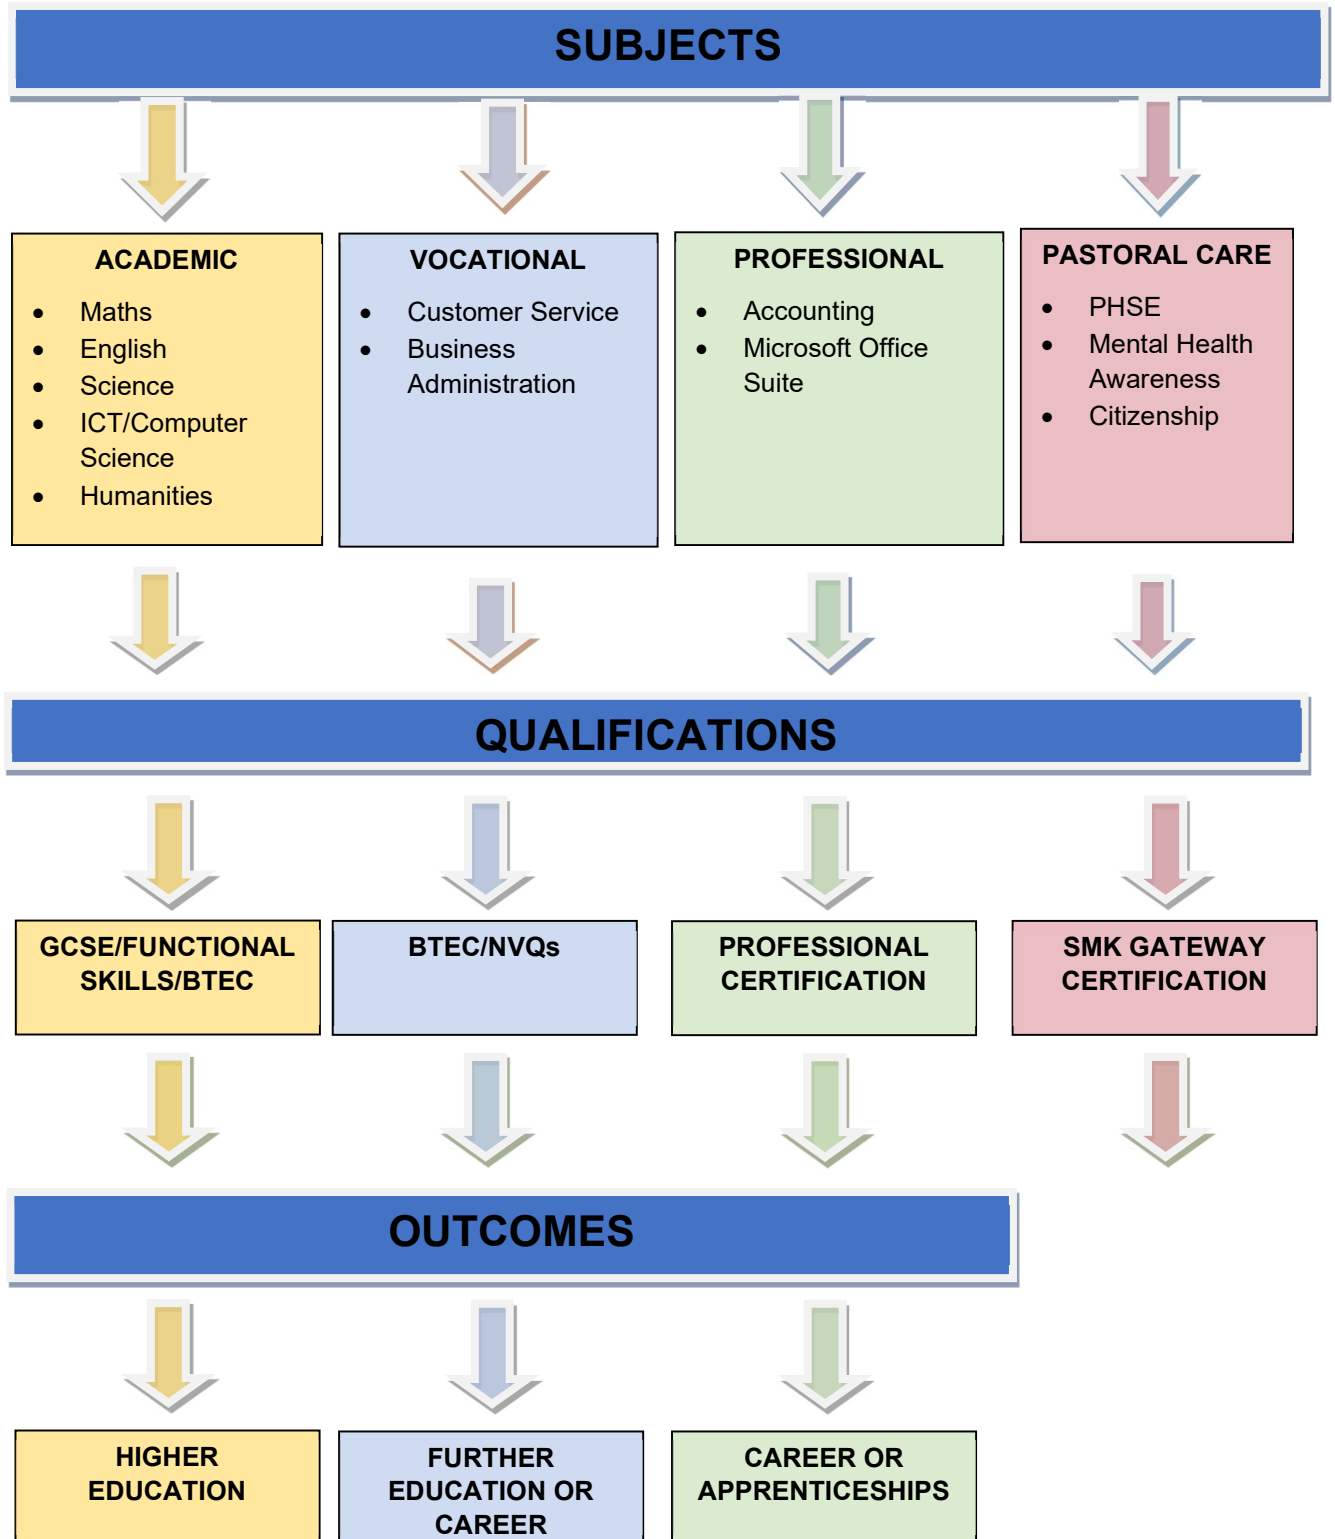 SUBJECTS
ACADEMIC
• Maths
• English
• Science
• ICT/Computer
Science
• Humanities
VOCATIONAL
• Customer Service
• Business
Administration
PROFESSIONAL
• Accounting
• Microsoft Office
Suite
PASTORAL CARE
• PHSE
• Mental Health
Awareness
• Citizenship
QUALIFICATIONS
GCSE/FUNCTIONAL
SKILLS/BTEC
BTEC/NVQs
PROFESSIONAL
CERTIFICATION
SMK GATEWAY
CERTIFICATION
OUTCOMES
HIGHER
EDUCATION
FURTHER
EDUCATION OR
CAREER
CAREER OR
APPRENTICESHIPS